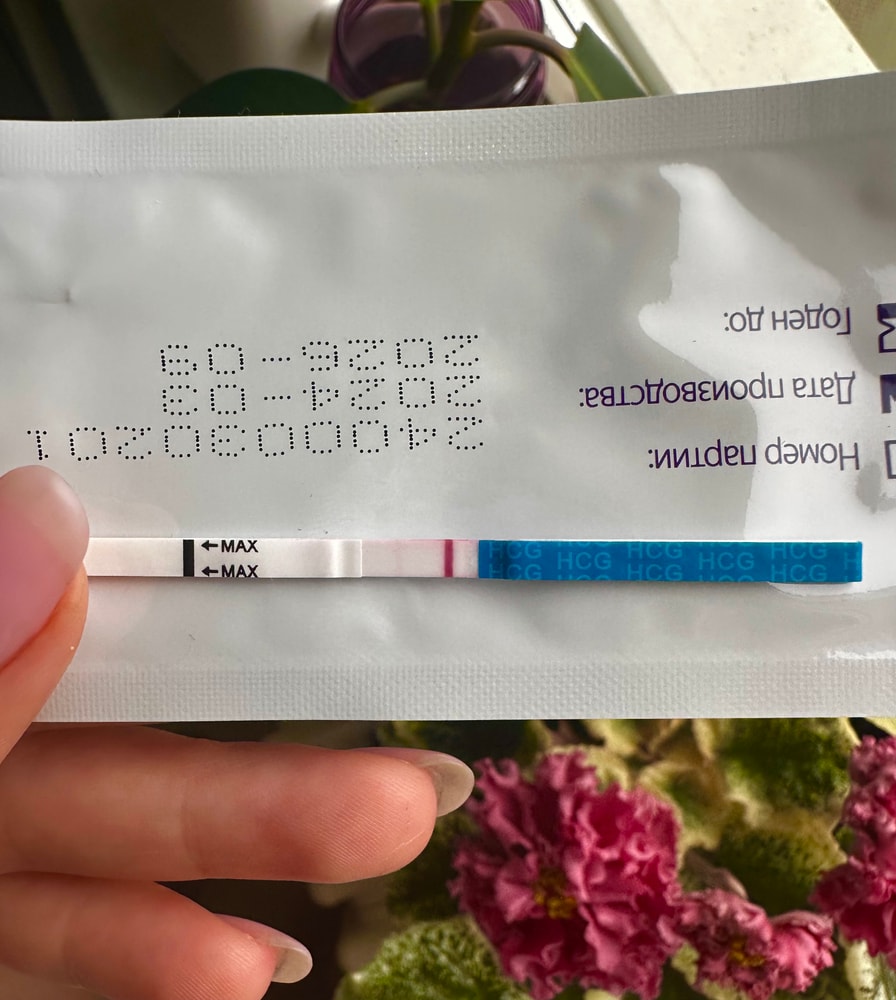 Номер партии: 2400030201
Дата производства: 2024-03
Годен до: 2026-09
←MAX
←MAX
HCG HCG HCG HCG HCG
HCG HCG HCG HCG HCG